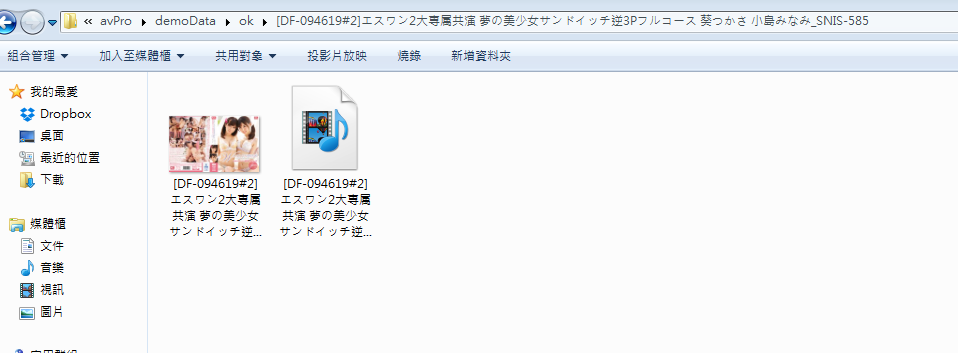 « avPro ▸ demoData ▸ ok ▸ [DF-094619#2]エスワン2大専属共演 夢の美少女サンドイッチ逆3Pフルコース 葵つかさ 小島みなみ_SNIS-585
組合管理 加入至媒體櫃 共用對象 投影片放映 燒錄 新增資料夾
我的最愛
Dropbox
桌面
最近的位置
下載
媒體櫃
文件
音樂
視訊
圖片
[DF-094619#2]
エスワン2大専属
共演 夢の美少女
サンドイッチ逆...
[DF-094619#2]
エスワン2大専属
共演 夢の美少女
サンドイッチ逆...